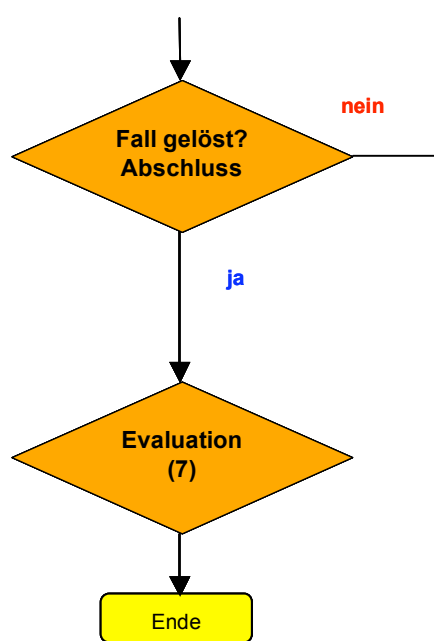 nein
Fall gelöst?
Abschluss
ja
Evaluation
(7)
Ende